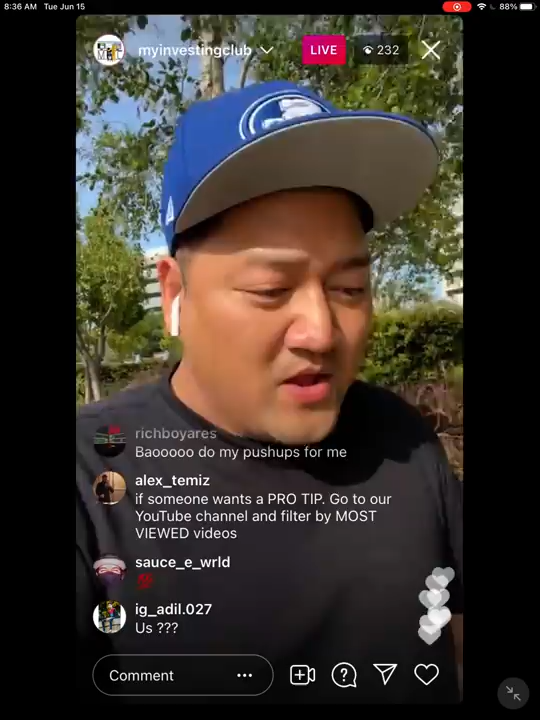 8:36 AM Tue Jun 15
88%
myinvestingclub
LIVE
232
richboyares
Baooooo do my pushups for me
alex_temiz
if someone wants a PRO TIP. Go to our
YouTube channel and filter by MOST
VIEWED videos
sauce_e_wrld
💯
ig_adil.027
Us ???
Comment